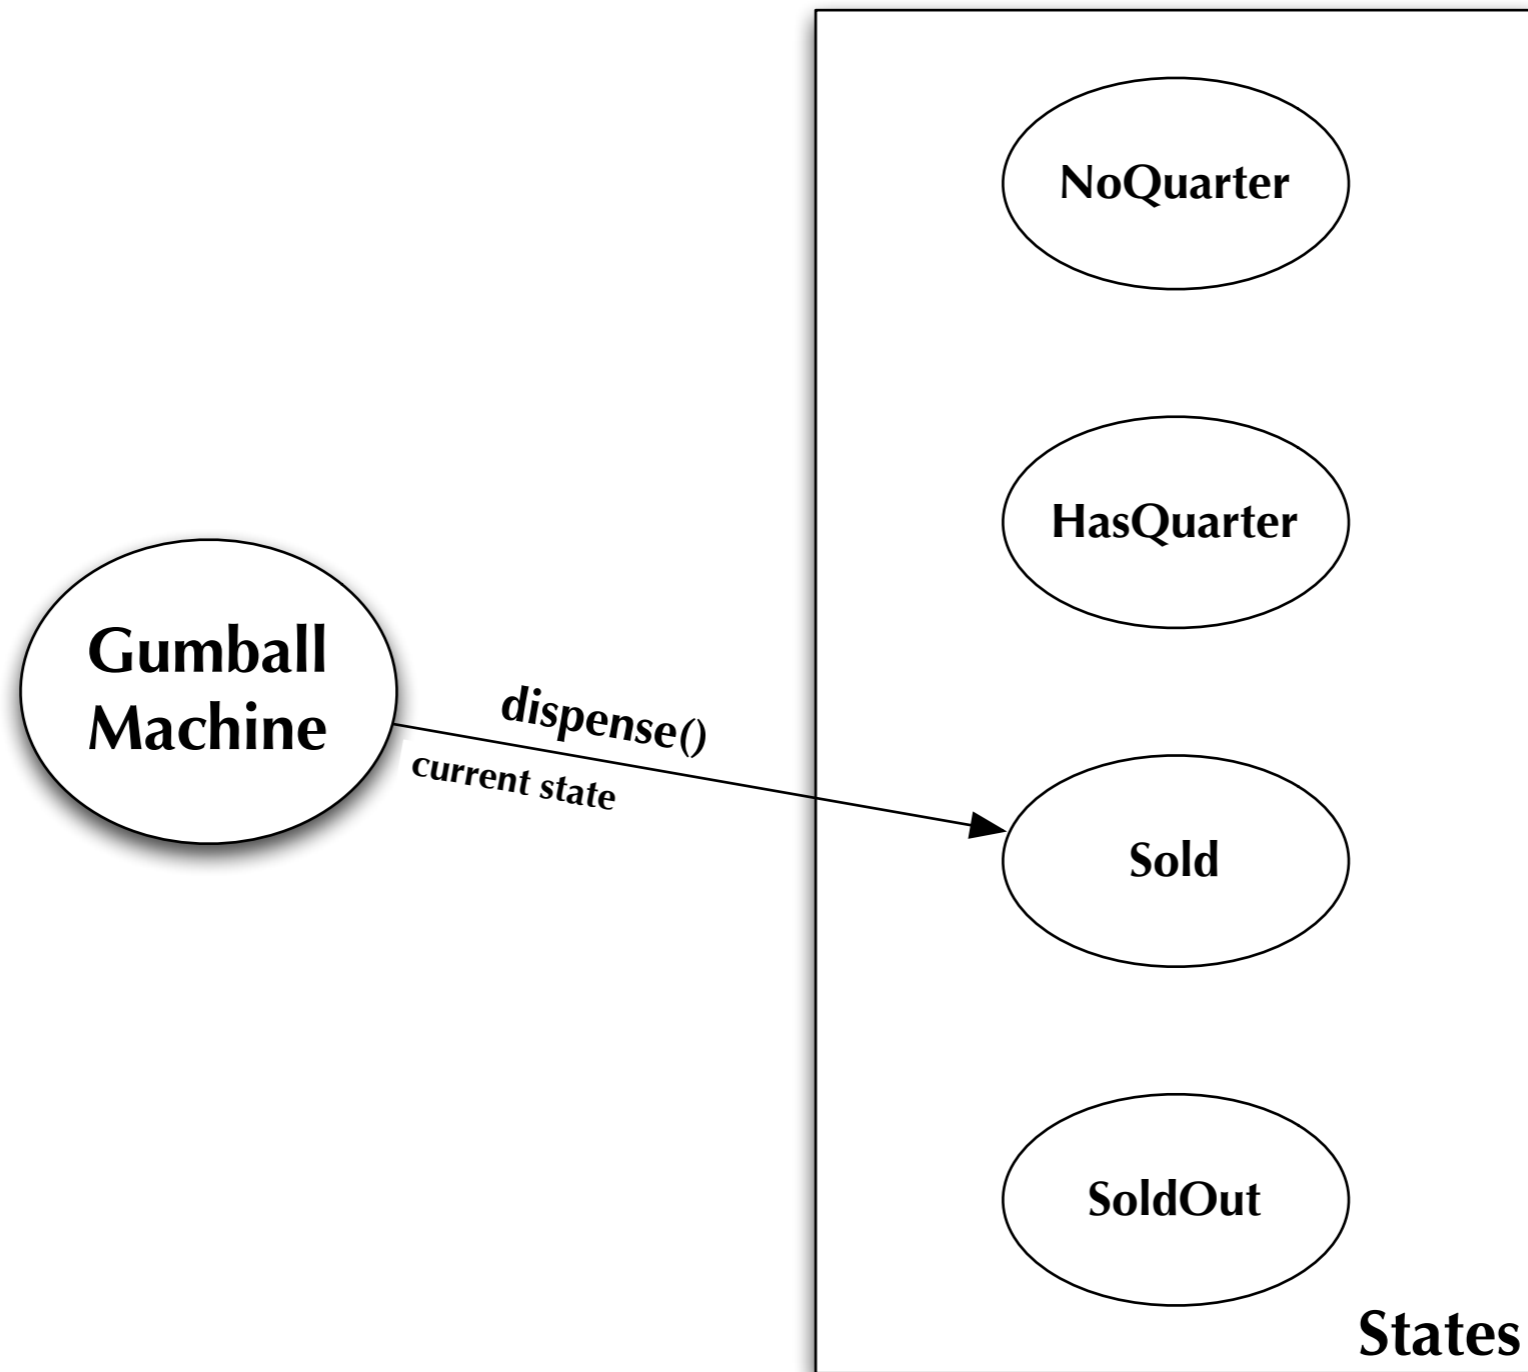 NoQuarter
HasQuarter
Gumball
Machine
dispense()
current state
Sold
SoldOut
States